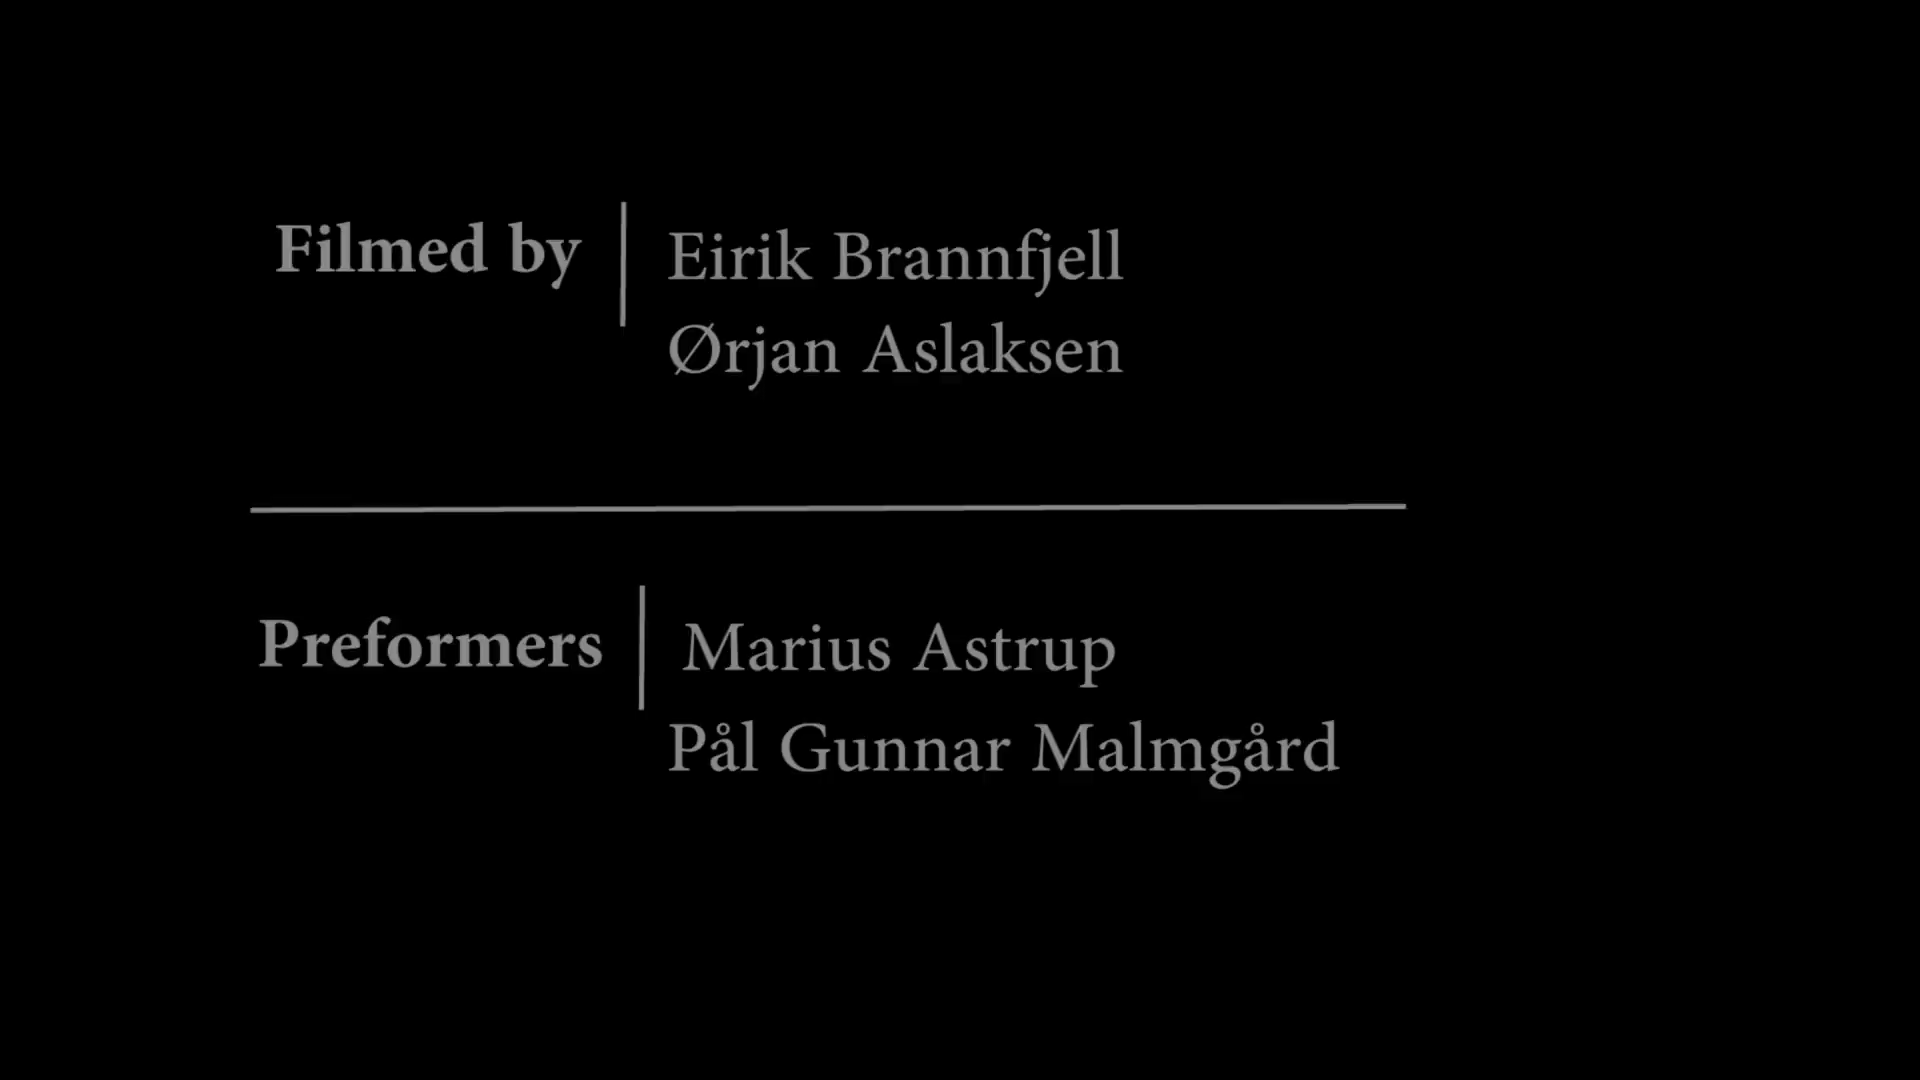 Filmed by
Eirik Brannfjell
Ørjan Aslaksen
Preformers
Marius Astrup
Pål Gunnar Malmgård